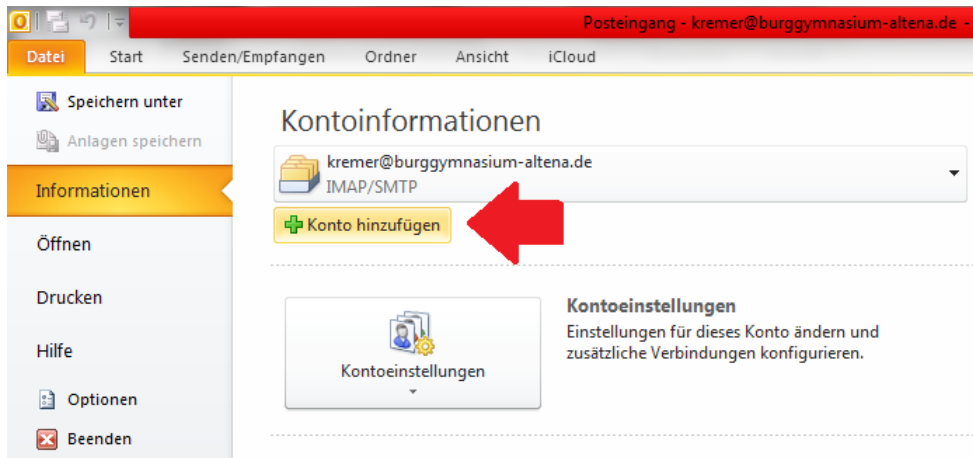 Posteingang - kremer@burggymnasium-altena.de -
Datei Start Senden/Empfangen Ordner Ansicht iCloud
Speichern unter
Anlagen speichern
Informationen
Öffnen
Drucken
Hilfe
Optionen
Beenden
Kontoinformationen
kremer@burggymnasium-altena.de
IMAP/SMTP
Konto hinzufügen
Kontoeinstellungen
Kontoeinstellungen
Einstellungen für dieses Konto ändern und
zusätzliche Verbindungen konfigurieren.